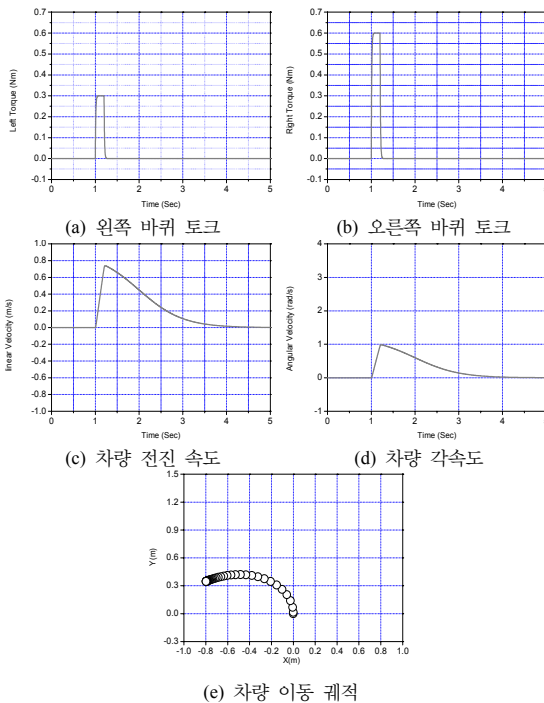 0.7 0.6 0.5 0.4 0.3 0.2 0.1 0.0 -0.1
Left Torque (Nm)
0 1 2 3 4 5
Time (Sec)
0.7 0.6 0.5 0.4 0.3 0.2 0.1 0.0 -0.1
Right Torque (Nm)
0 1 2 3 4 5
Time (Sec)
(a) 왼쪽 바퀴 토크
(b) 오른쪽 바퀴 토크
1.0 0.8 0.6 0.4 0.2 0.0 -0.2 -0.4 -0.6 -0.8 -1.0
linear Velocity (m/s)
0 1 2 3 4 5
Time (Sec)
4 3 2 1 0 -1
Angular Velocity (rad/s)
0 1 2 3 4 5
Time (Sec)
(c) 차량 전진 속도
(d) 차량 각속도
1.5 1.2 0.9 0.6 0.3 0.0 -0.3
Y(m)
-1.0 -0.8 -0.6 -0.4 -0.2 0.0 0.2 0.4 0.6 0.8 1.0
X(m)
(e) 차량 이동 궤적